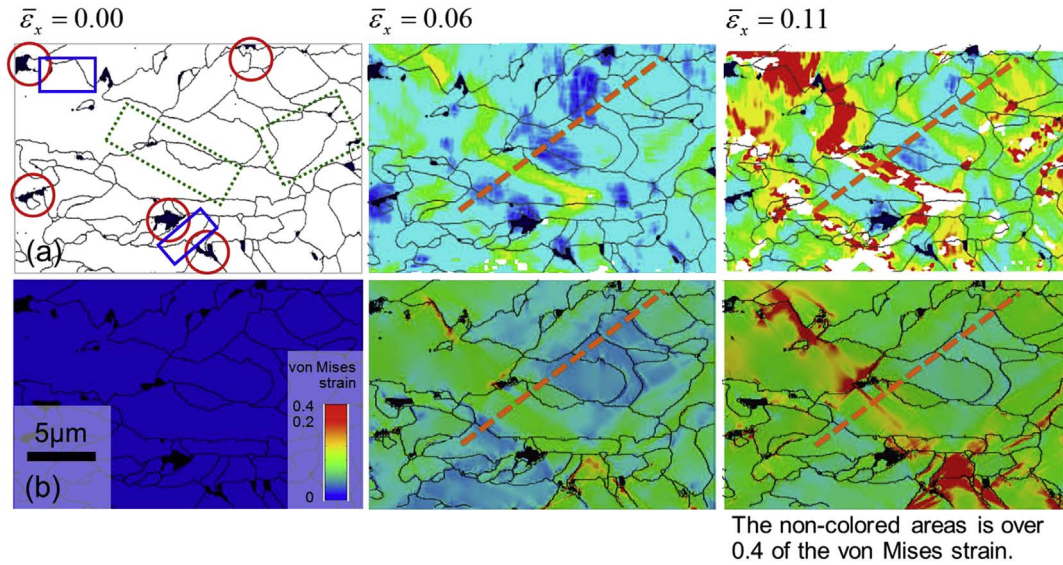 ε̅ₓ = 0.00
ε̅ₓ = 0.06
ε̅ₓ = 0.11
(a)
von Mises
strain
0.4
0.2
0
5μm
(b)
The non-colored areas is over
0.4 of the von Mises strain.